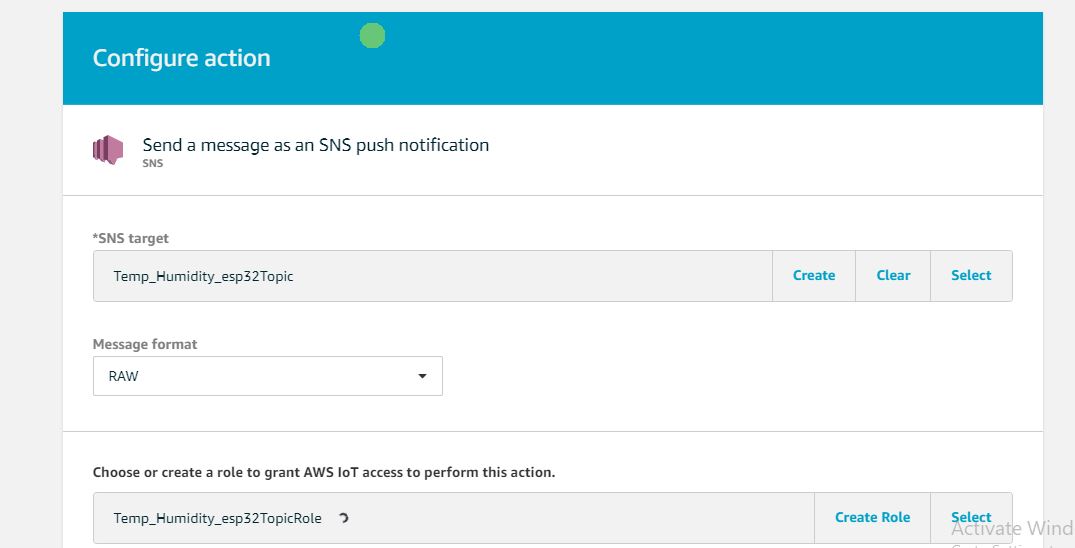 Configure action
Send a message as an SNS push notification
SNS
*SNS target
Temp_Humidity_esp32Topic Create Clear Select
Message format
RAW
Choose or create a role to grant AWS IoT access to perform this action.
Temp_Humidity_esp32TopicRole Create Role Select
Activate Wind